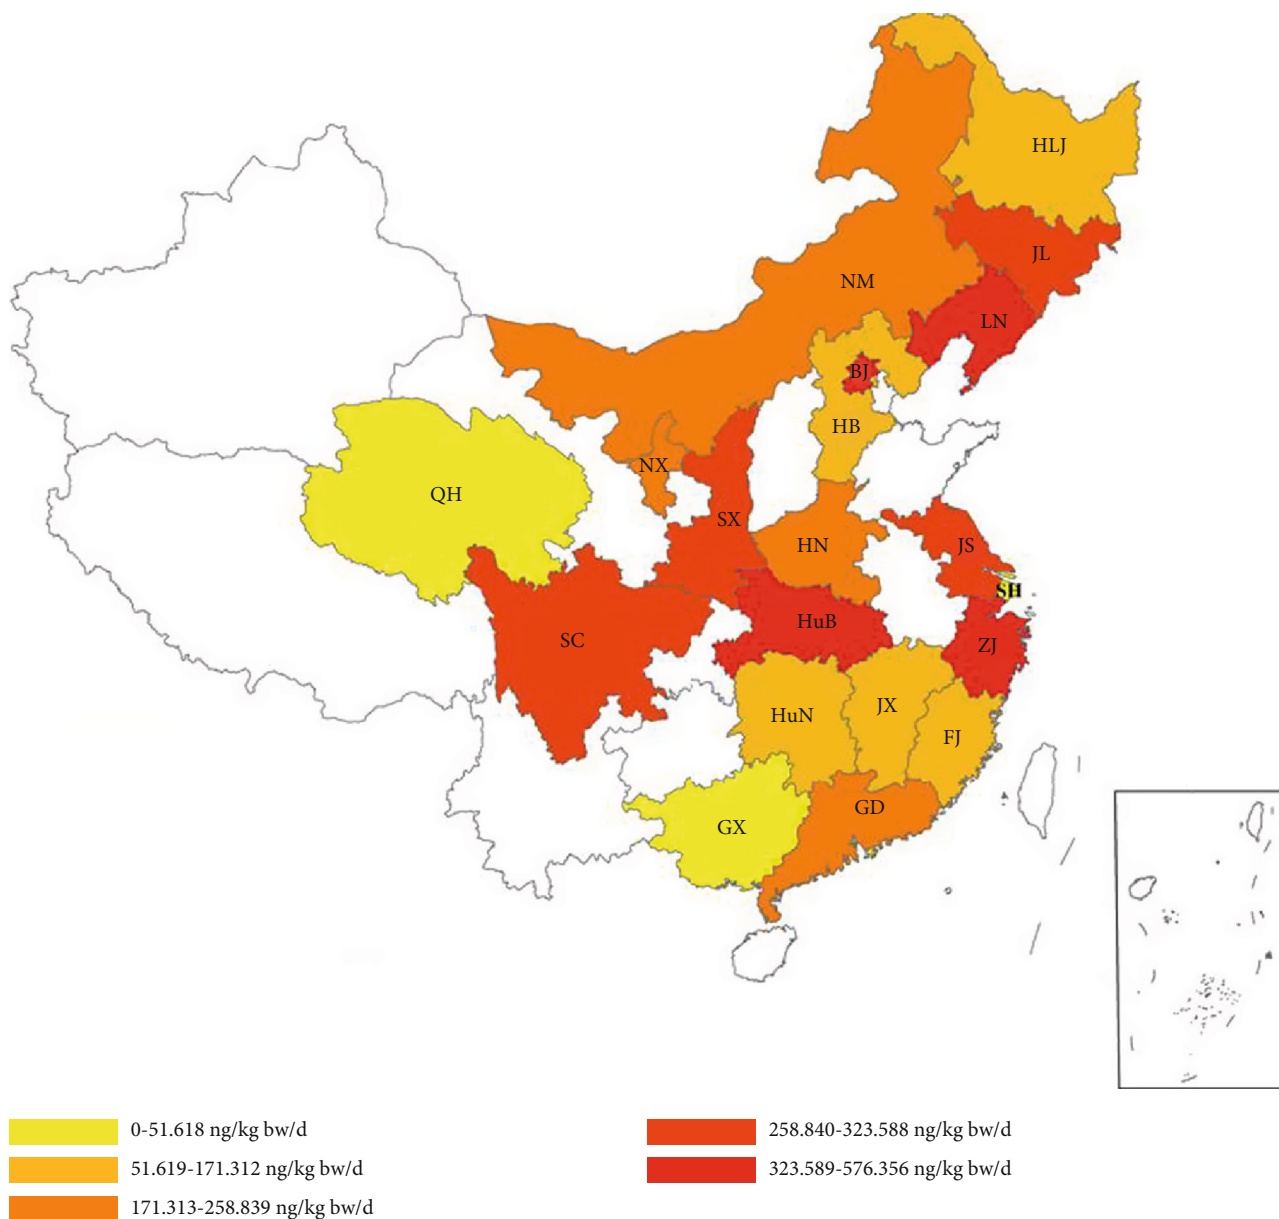 HLJ
JL
NM
LN
BJ
HB
NX
QH
SX
HN
JS
SH
HuB
SC
ZJ
HuN
JX
FJ
GD
GX
0-51.618 ng/kg bw/d
51.619-171.312 ng/kg bw/d
171.313-258.839 ng/kg bw/d
258.840-323.588 ng/kg bw/d
323.589-576.356 ng/kg bw/d